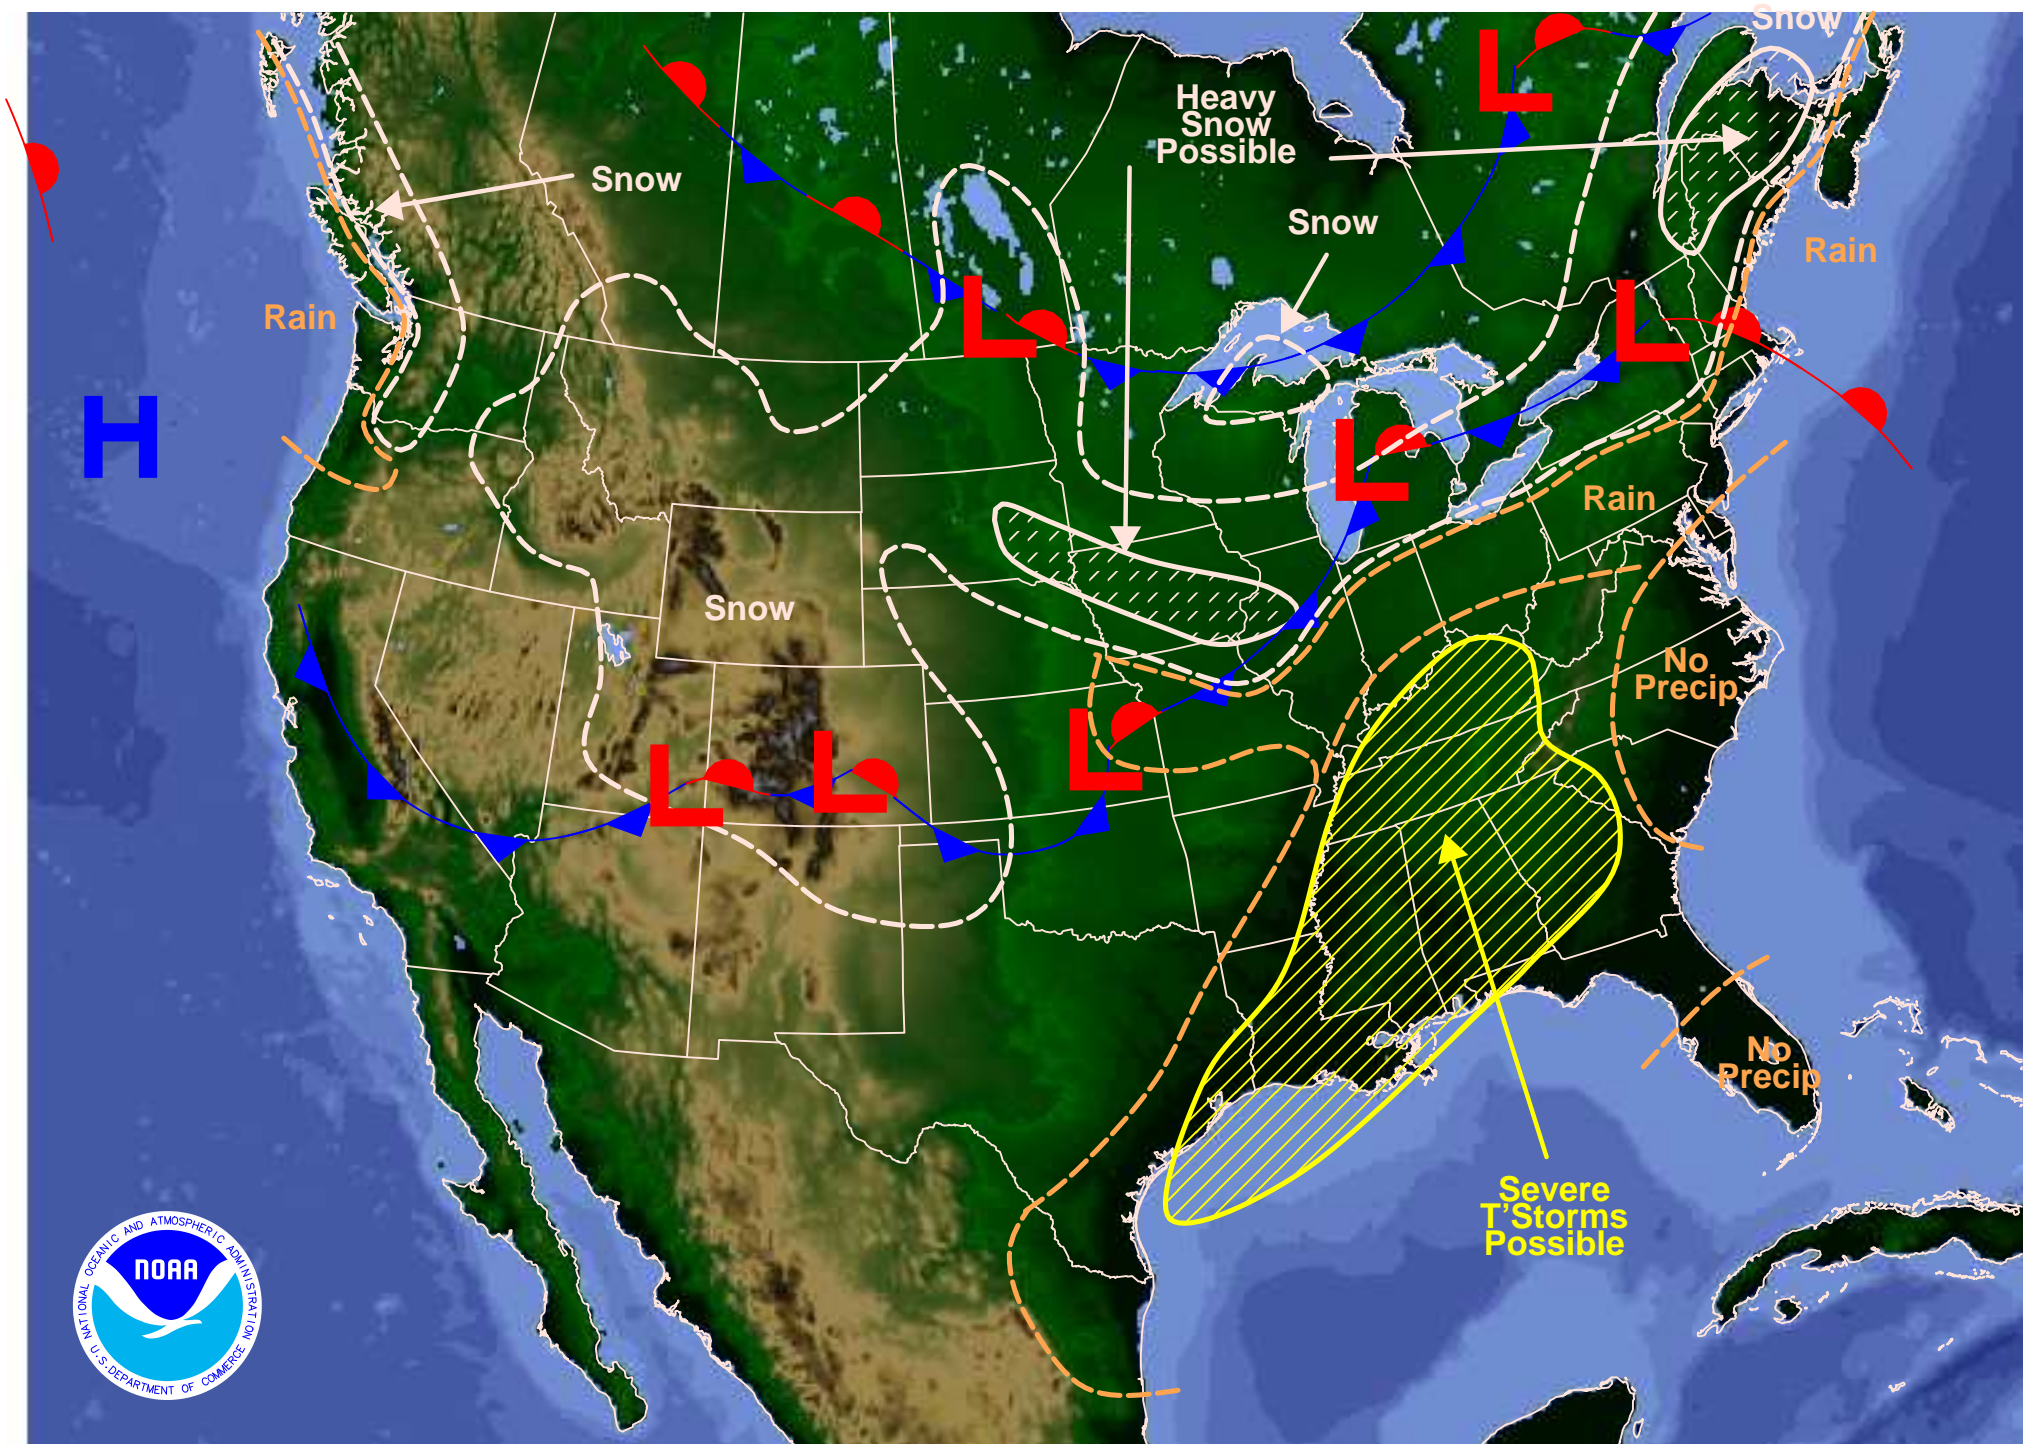 Snow
Heavy
Snow
Possible
Snow
Snow
Rain
Rain
L
L
L
L
H
L
Rain
Snow
No
Precip
L
L
L
No
Precip
Severe
T'Storms
Possible
NATIONAL OCEANIC AND ATMOSPHERIC ADMINISTRATION
NOAA
U.S. DEPARTMENT OF COMMERCE